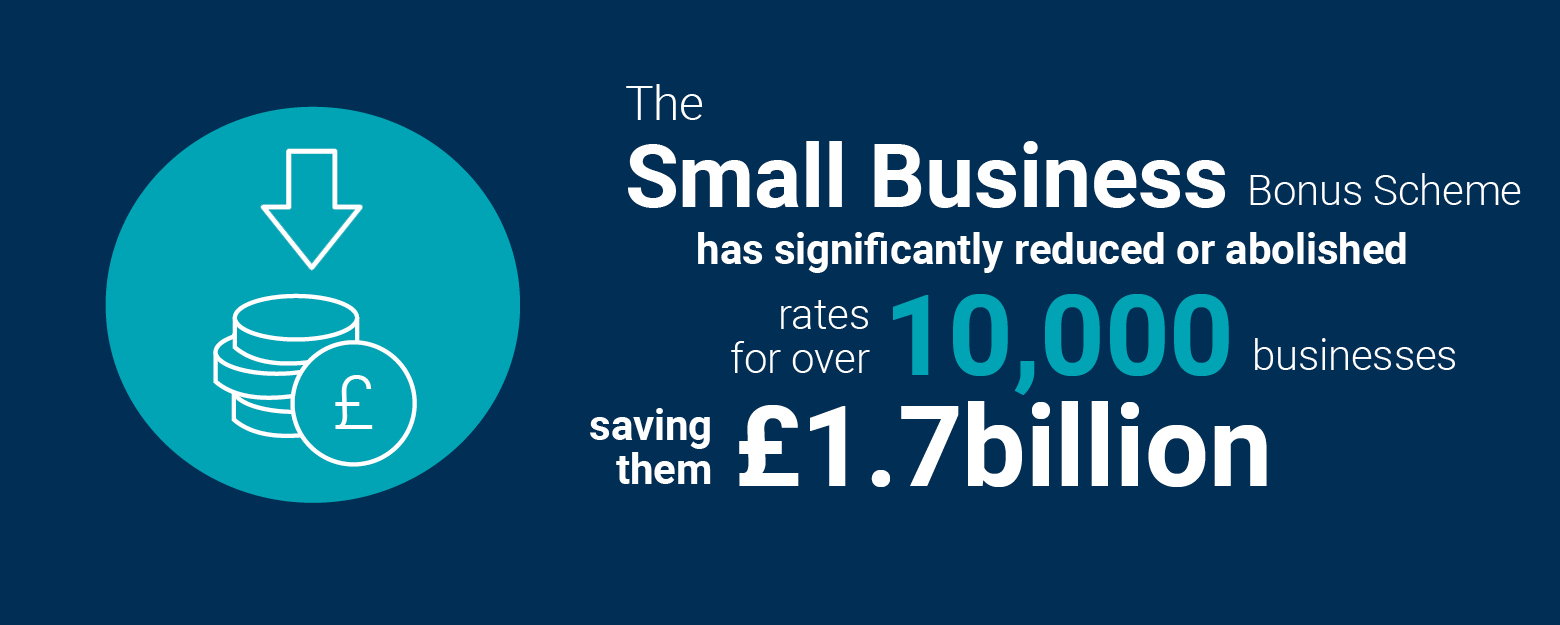 The
Small Business Bonus Scheme
has significantly reduced or abolished
rates
for over 10,000 businesses
saving
them £1.7billion
£